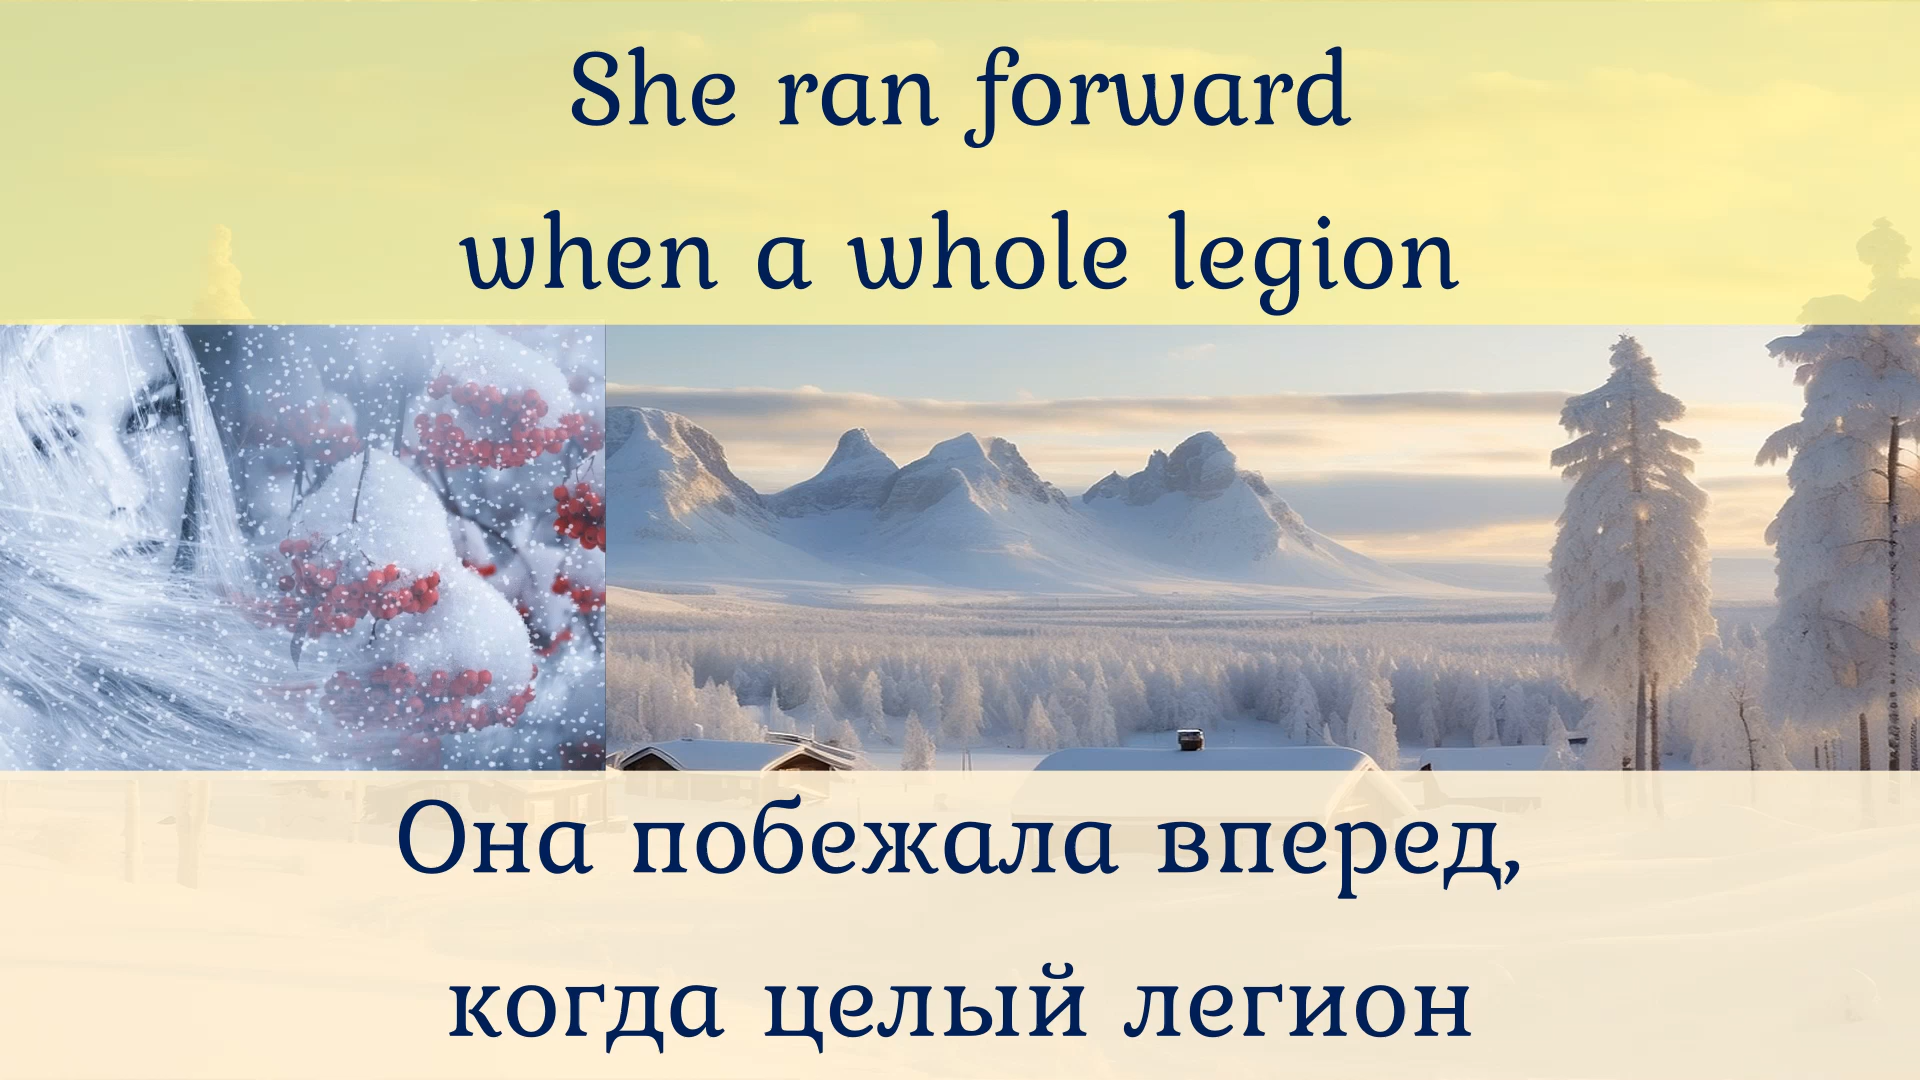 She ran forward
when a whole legion
Она побежала вперед,
когда целый легион